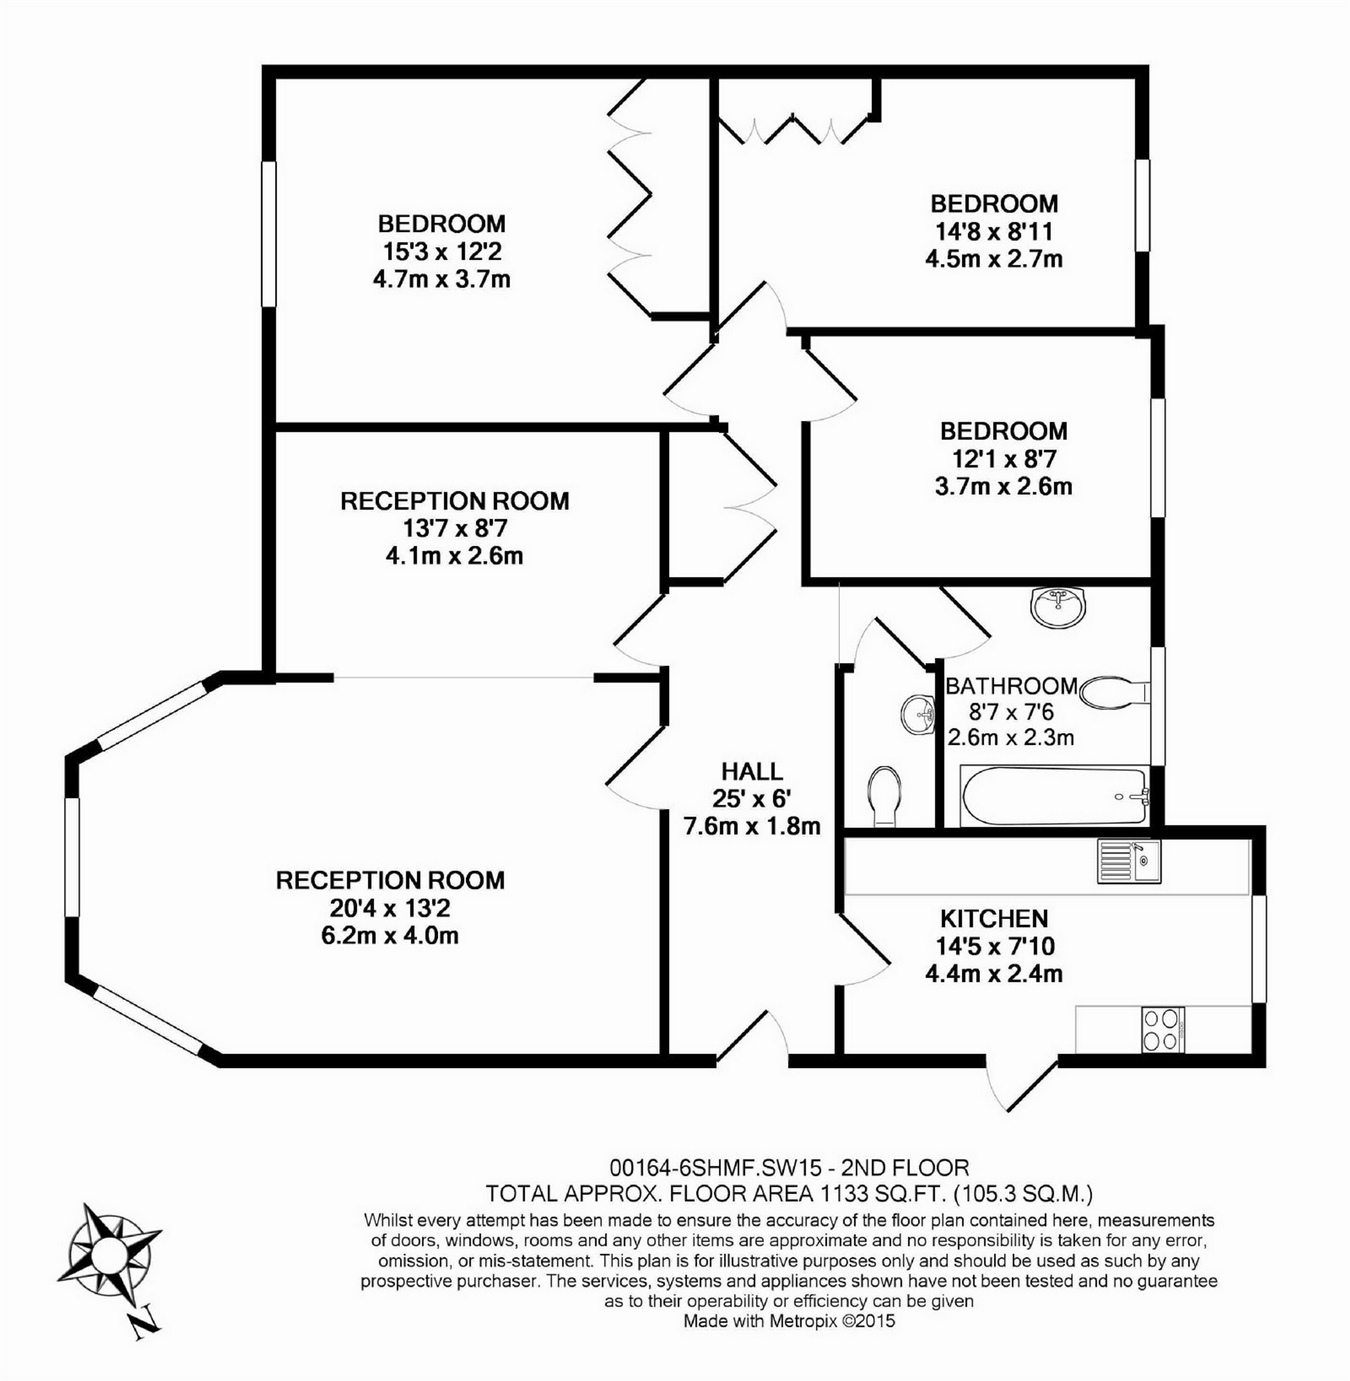 BEDROOM
15'3 x 12'2
4.7m x 3.7m
BEDROOM
14'8 x 8'11
4.5m x 2.7m
BEDROOM
12'1 x 8'7
3.7m x 2.6m
RECEPTION ROOM
13'7 x 8'7
4.1m x 2.6m
BATHROOM
8'7 x 7'6
2.6m x 2.3m
HALL
25' x 6'
7.6m x 1.8m
RECEPTION ROOM
20'4 x 13'2
6.2m x 4.0m
KITCHEN
14'5 x 7'10
4.4m x 2.4m
00164-6SHMF.SW15 - 2ND FLOOR
TOTAL APPROX. FLOOR AREA 1133 SQ.FT. (105.3 SQ.M.)
Whilst every attempt has been made to ensure the accuracy of the floor plan contained here, measurements
of doors, windows, rooms and any other items are approximate and no responsibility is taken for any error,
omission, or mis-statement. This plan is for illustrative purposes only and should be used as such by any
prospective purchaser. The services, systems and appliances shown have not been tested and no guarantee
as to their operability or efficiency can be given
Made with Metropix ©2015
N